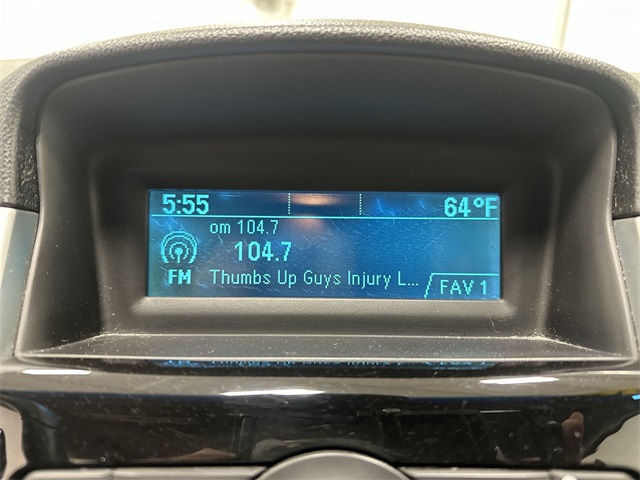 5:55 64°F
om 104.7
104.7
FM Thumbs Up Guys Injury L... FAV 1